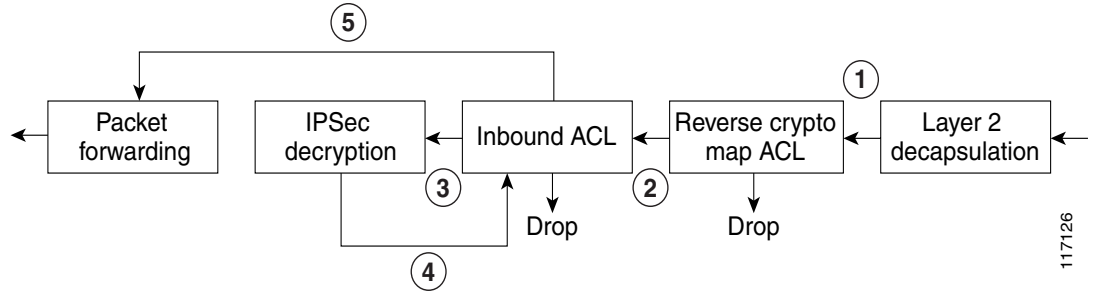 5
1
Packet
forwarding
IPSec
decryption
Inbound ACL
Reverse crypto
map ACL
Layer 2
decapsulation
3
2
Drop
Drop
4
117126